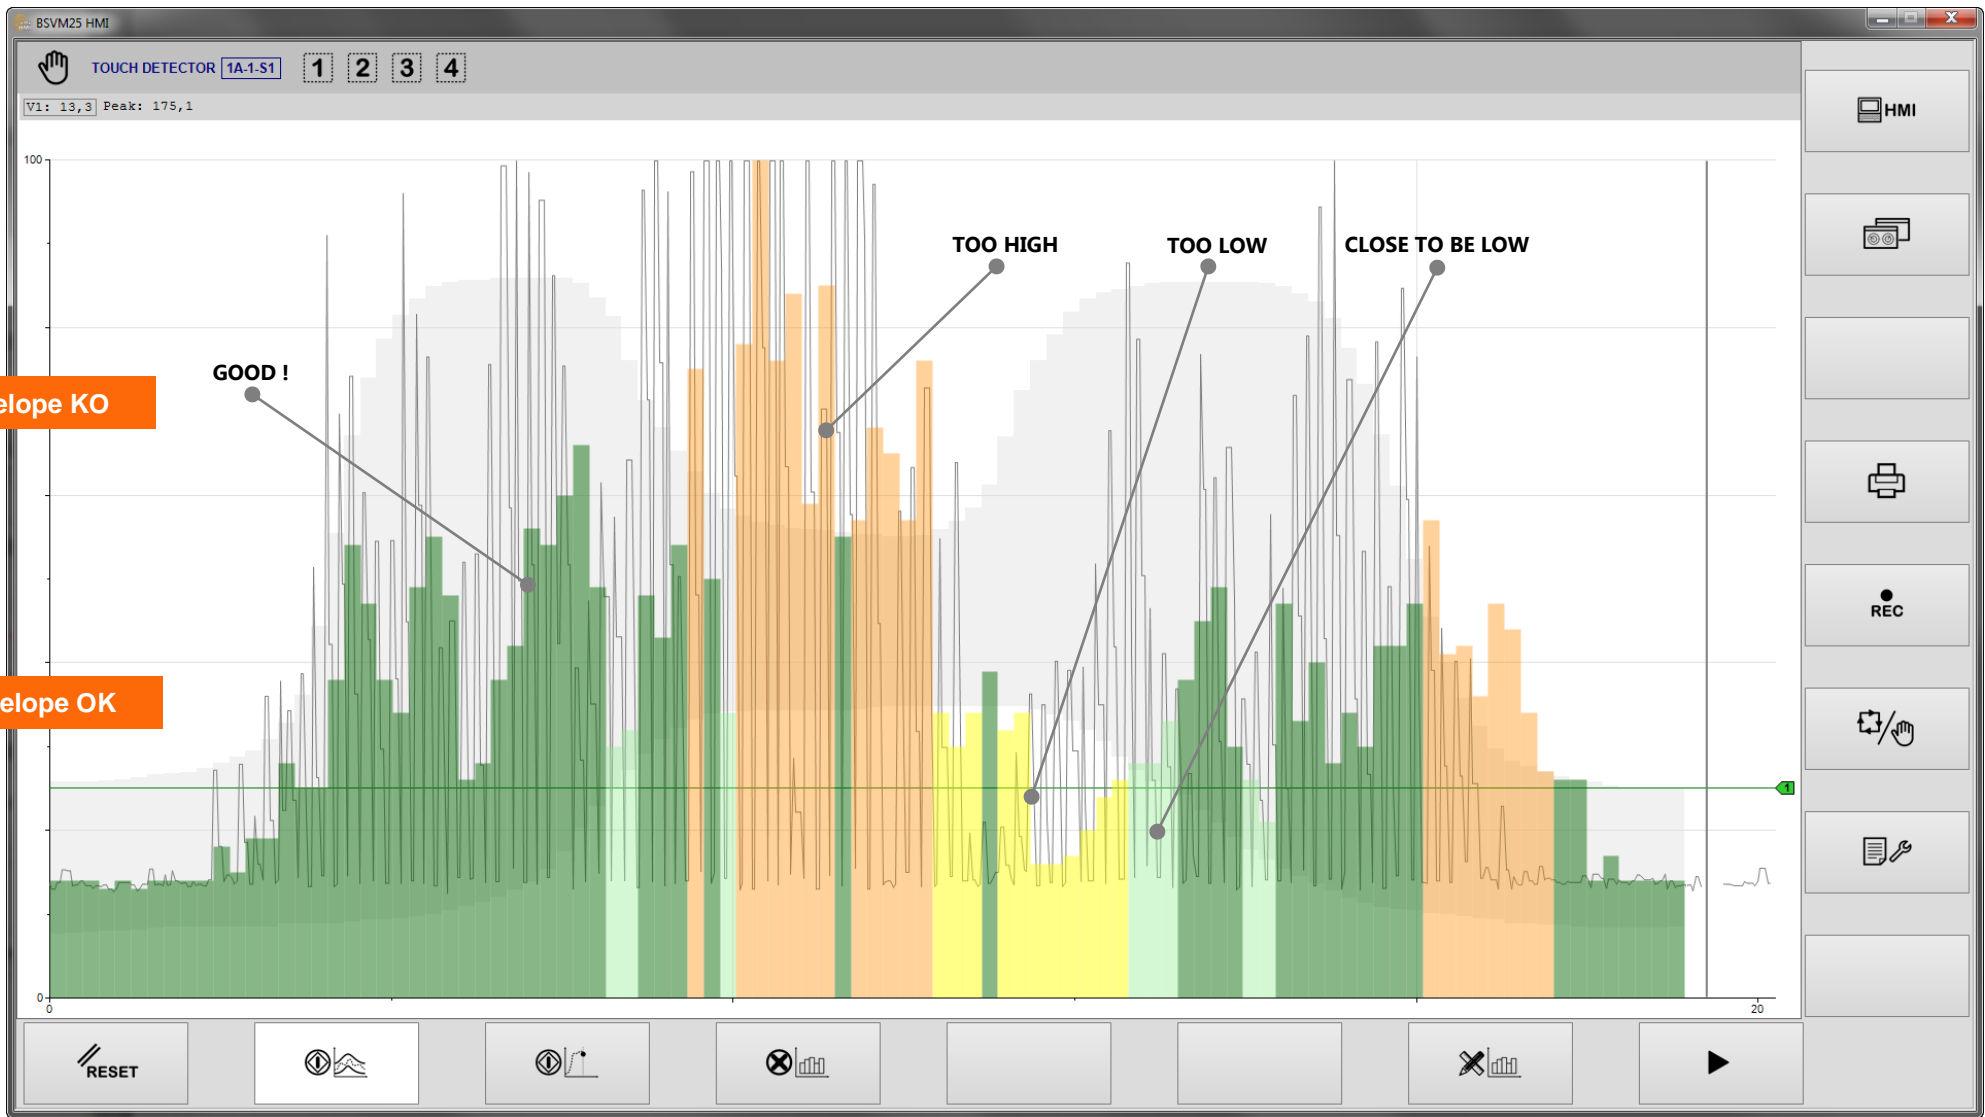 BSVM25 HMI
TOUCH DETECTOR 1A-1-S1 1 2 3 4
V1: 13,3 Peak: 175,1
HMI
100
TOO HIGH TOO LOW CLOSE TO BE LOW
GOOD !
elope KO
REC
elope OK
1
0
0 20
RESET